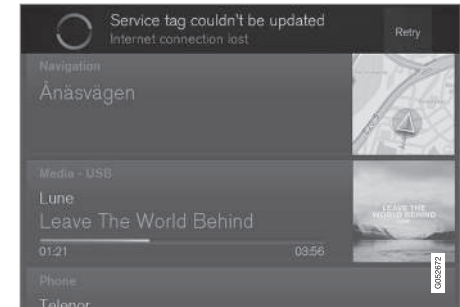 Service tag couldn't be updated
Internet connection lost
Retry
Navigation
Ånäsvägen
Media - USB
Lune
Leave The World Behind
LEAVE THE
WORLD BEHIND
01:21
03:56
G052672
Phone
Telenor